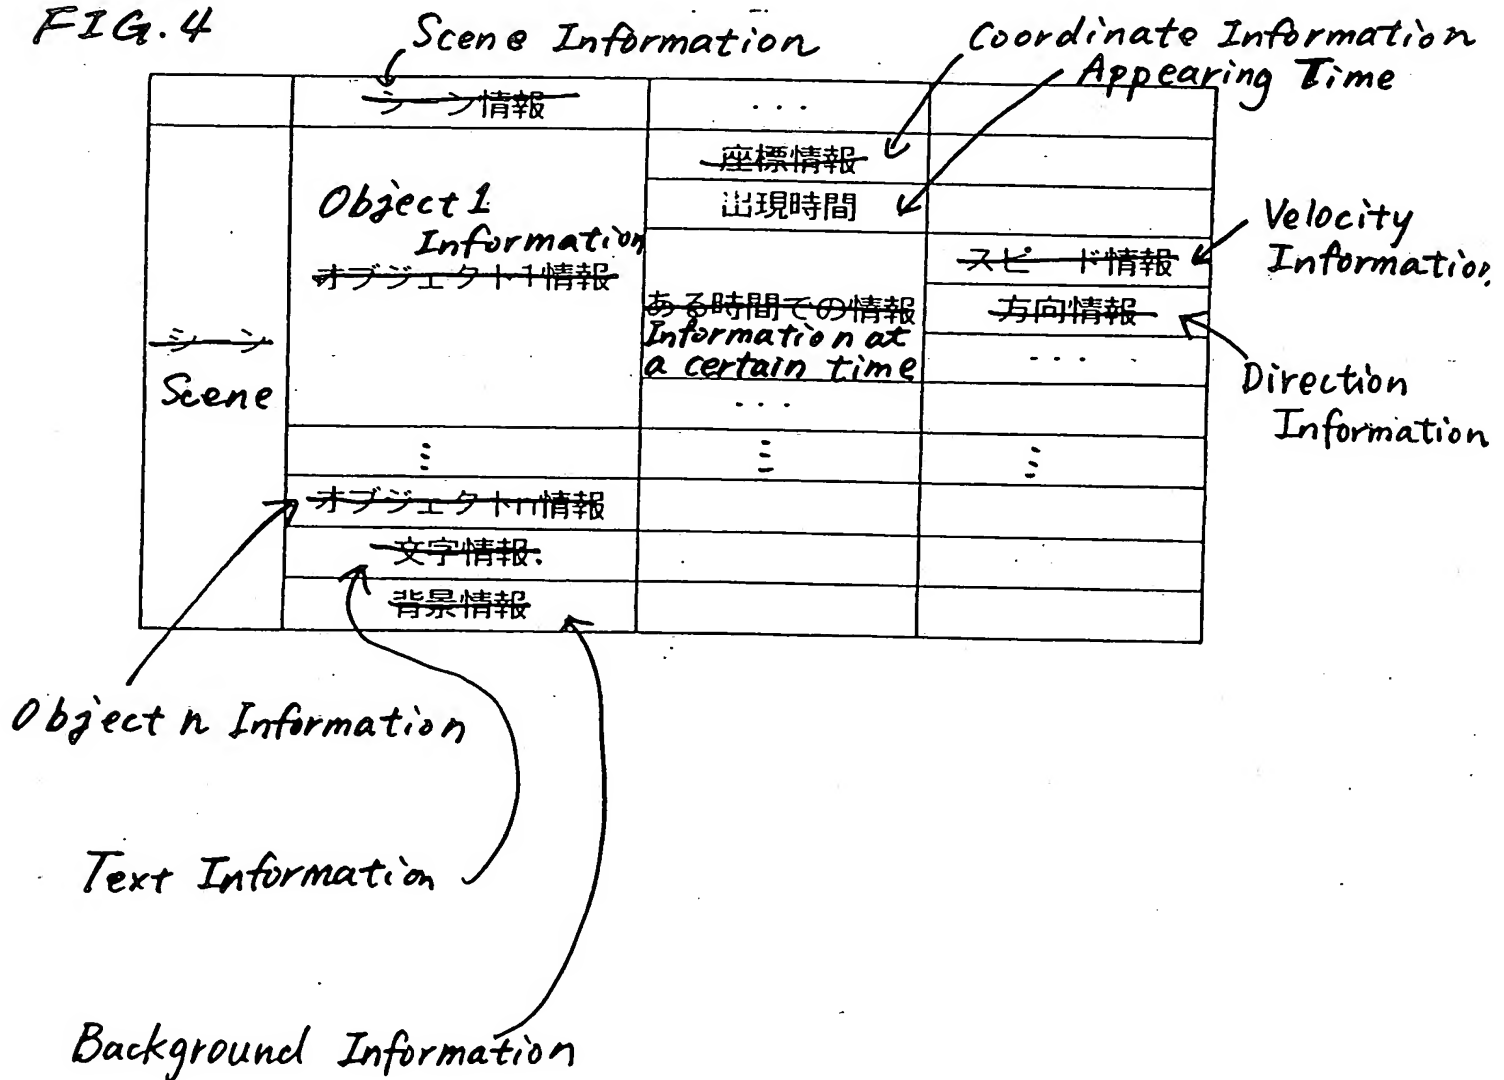 FIG.4
Scene Information
Coordinate Information
Appearing Time
シーン情報
...
座標情報
出現時間
Object 1
Information
オブジェクト1情報
Velocity
Information
スピード情報
ある時間での情報
Information at
a certain time
方向情報
...
シーン
Scene
...
Direction
Information
オブジェクトn情報
文字情報
背景情報
Object n Information
Text Information
Background Information